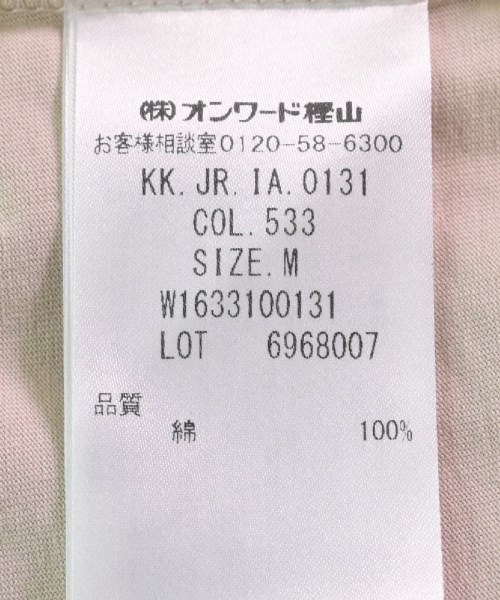 (株)オンワード樫山
お客様相談室0120-58-6300
KK.JR.IA.0131
COL.533
SIZE.M
W1633100131
LOT 6968007
品質
綿 100%